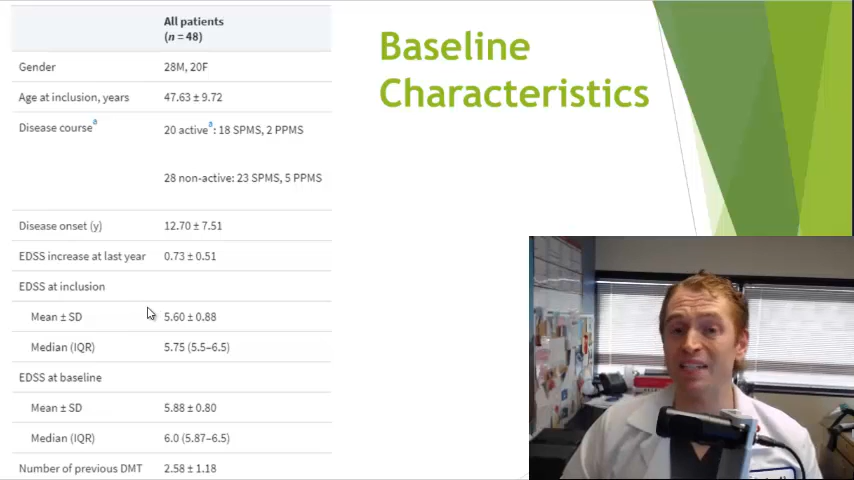 All patients
(n = 48)
Gender 28M, 20F
Age at inclusion, years 47.63 ± 9.72
Disease course a 20 active a: 18 SPMS, 2 PPMS
28 non-active: 23 SPMS, 5 PPMS
Disease onset (y) 12.70 ± 7.51
EDSS increase at last year 0.73 ± 0.51
EDSS at inclusion
Mean ± SD 5.60 ± 0.88
Median (IQR) 5.75 (5.5–6.5)
EDSS at baseline
Mean ± SD 5.88 ± 0.80
Median (IQR) 6.0 (5.87–6.5)
Number of previous DMT 2.58 ± 1.18
Baseline
Characteristics